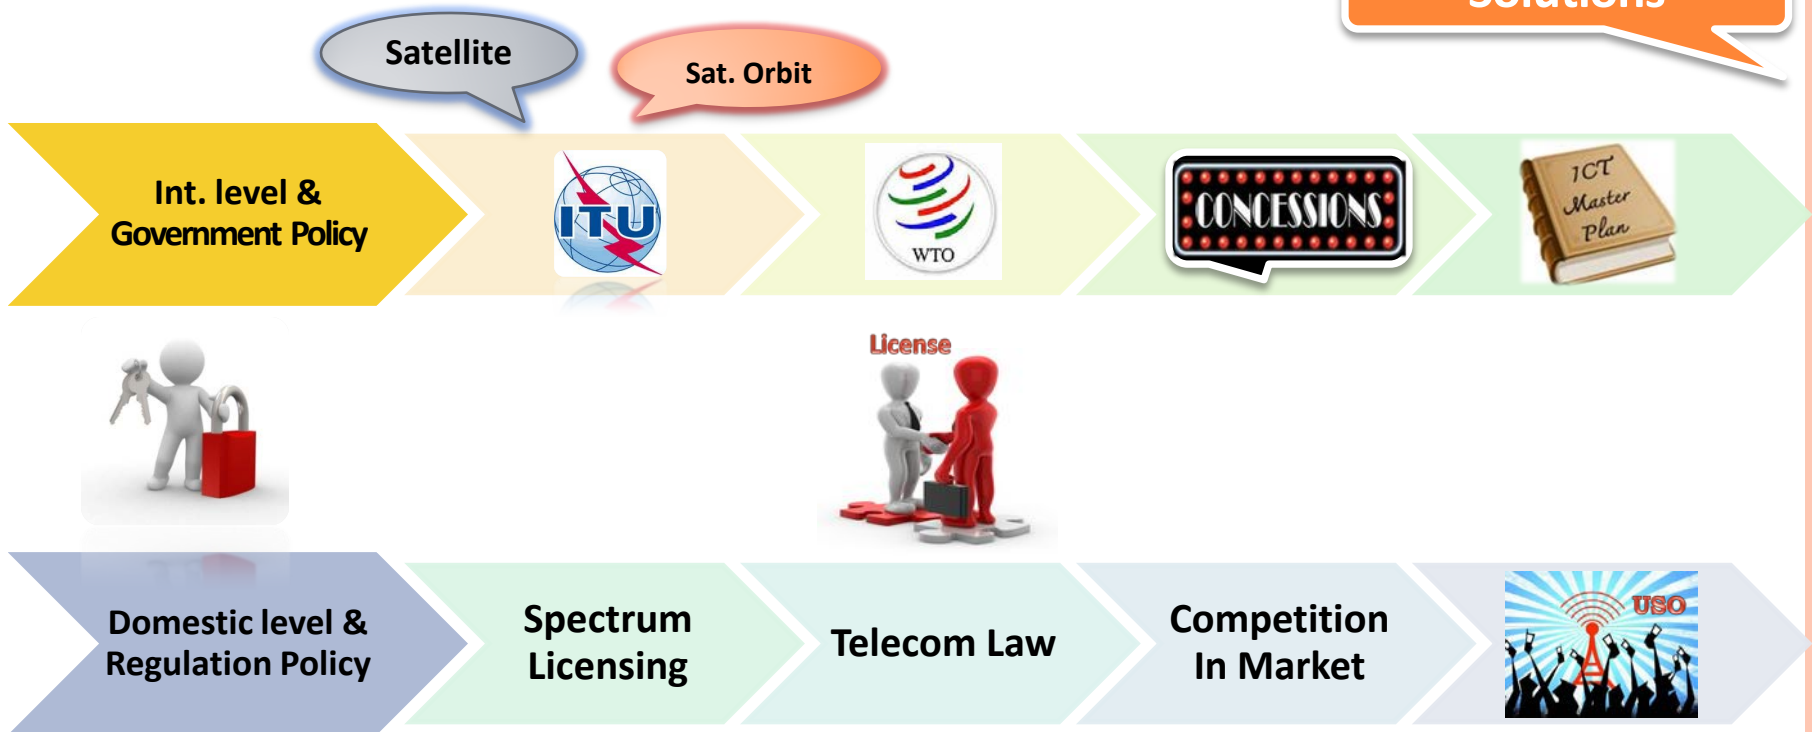 Solutions
Satellite
Sat. Orbit
Int. level &
Government Policy
ITU
WTO
CONCESSIONS
ICT
Master
Plan
License
Domestic level &
Regulation Policy
Spectrum
Licensing
Telecom Law
Competition
In Market
USO